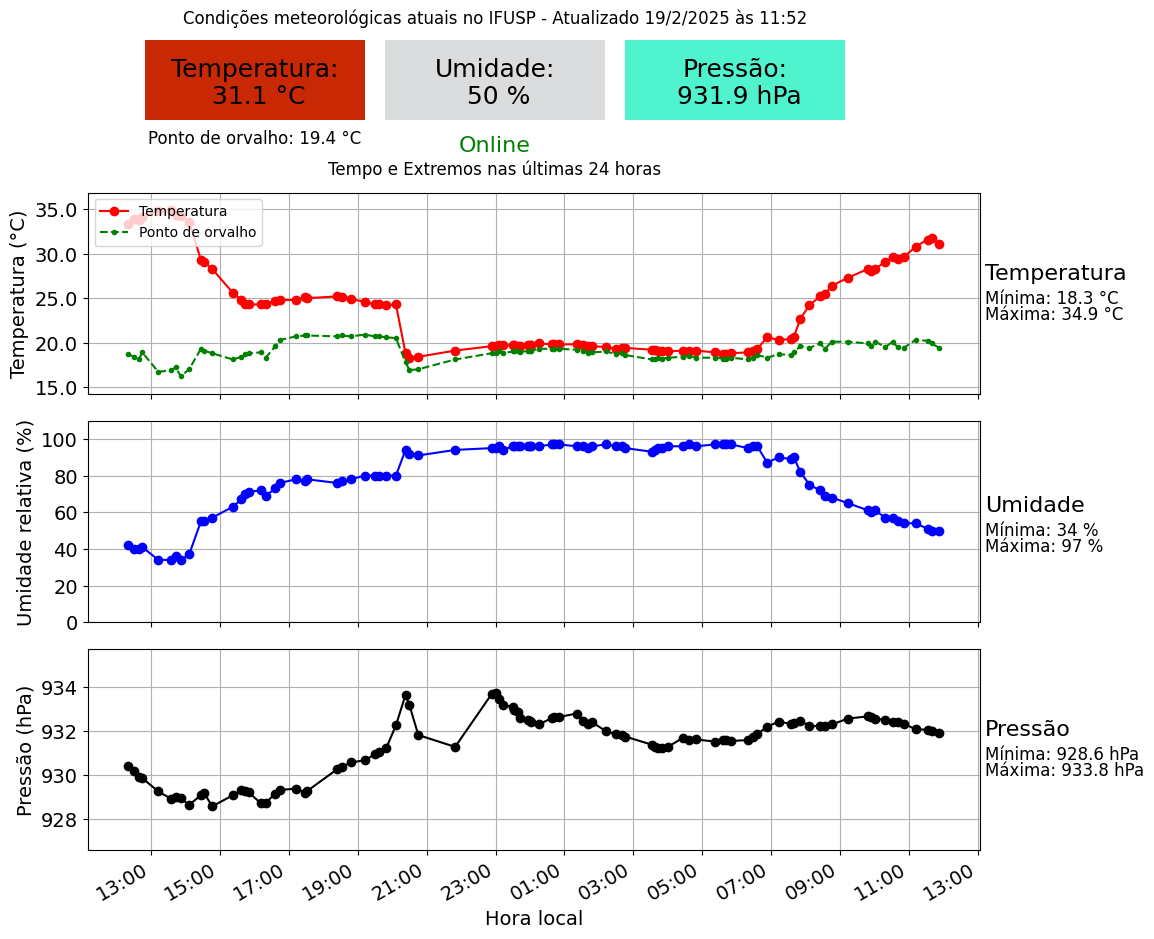 Condições meteorológicas atuais no IFUSP - Atualizado 19/2/2025 às 11:52
Temperatura:
31.1 °C
Umidade:
50 %
Pressão:
931.9 hPa
Ponto de orvalho: 19.4 °C
Online
Tempo e Extremos nas últimas 24 horas
Temperatura (°C)
35.0
30.0
25.0
20.0
15.0
Temperatura
Ponto de orvalho
Temperatura
Mínima: 18.3 °C
Máxima: 34.9 °C
Umidade relativa (%)
100
80
60
40
20
0
Umidade
Mínima: 34 %
Máxima: 97 %
Pressão (hPa)
934
932
930
928
Pressão
Mínima: 928.6 hPa
Máxima: 933.8 hPa
13:00
15:00
17:00
19:00
21:00
23:00
01:00
03:00
05:00
07:00
09:00
11:00
13:00
Hora local